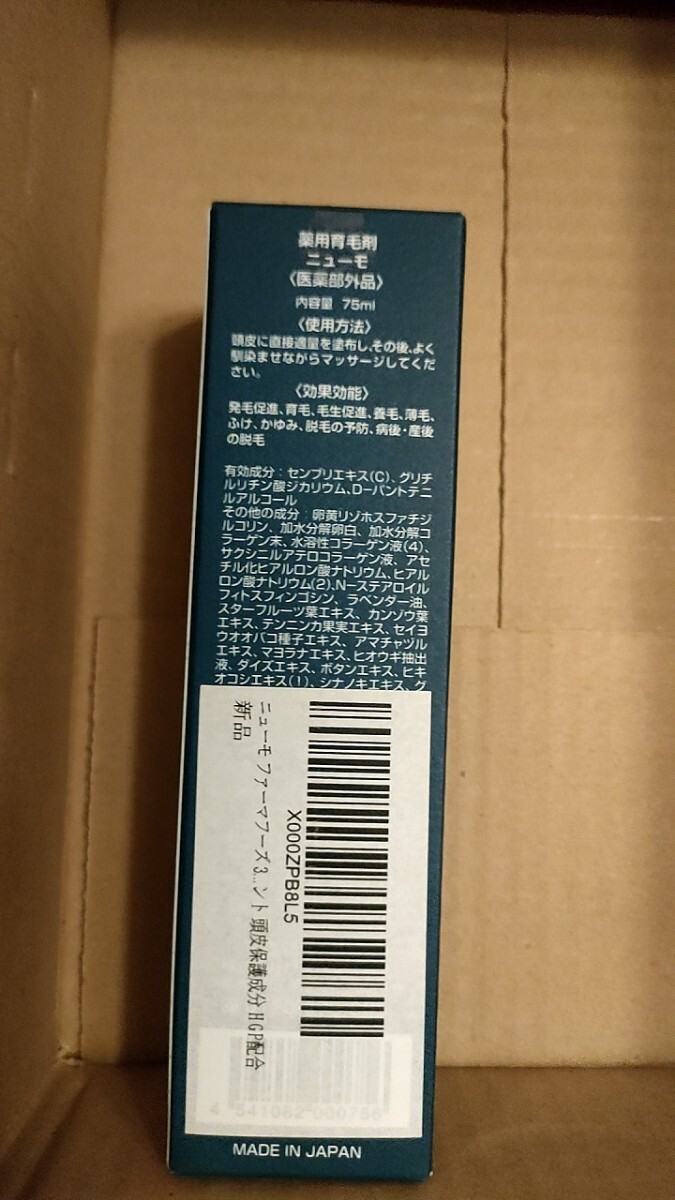 薬用育毛剤
ニューモ
〈医薬部外品〉
内容量 75ml
〈使用方法〉
頭皮に直接適量を塗布し、その後、よく
馴染ませながらマッサージしてくだ
さい。
〈効果効能〉
発毛促進、育毛、毛生促進、養毛、薄毛、
ふけ、かゆみ、脱毛の予防、病後・産後
の脱毛
有効成分：センブリエキス(C)、グリチ
ルリチン酸ジカリウム、D-パントテニ
ルアルコール
その他の成分：卵黄リゾホスファチジ
ルコリン、加水分解卵白、加水分解コ
ラーゲン末、水溶性コラーゲン液(4)、
サクシニルアテロコラーゲン液、アセ
チル化ヒアルロン酸ナトリウム、ヒアル
ロン酸ナトリウム(2)、N-ステアロイル
フィトスフィンゴシン、ラベンダー油、
スターフルーツ葉エキス、カンゾウ葉
エキス、テンニンカ果実エキス、セイヨ
ウオオバコ種子エキス、アマチャヅル
エキス、マヨラナエキス、ヒオウギ抽出
液、ダイズエキス、ボタンエキス、ヒキ
オコシエキス(1)、シナノキエキス、グ
X000ZPB8L5
ニューモ ファーマフーズ 3...ント 頭皮保護成分 HGP配合
新品
4 541082 000756
MADE IN JAPAN